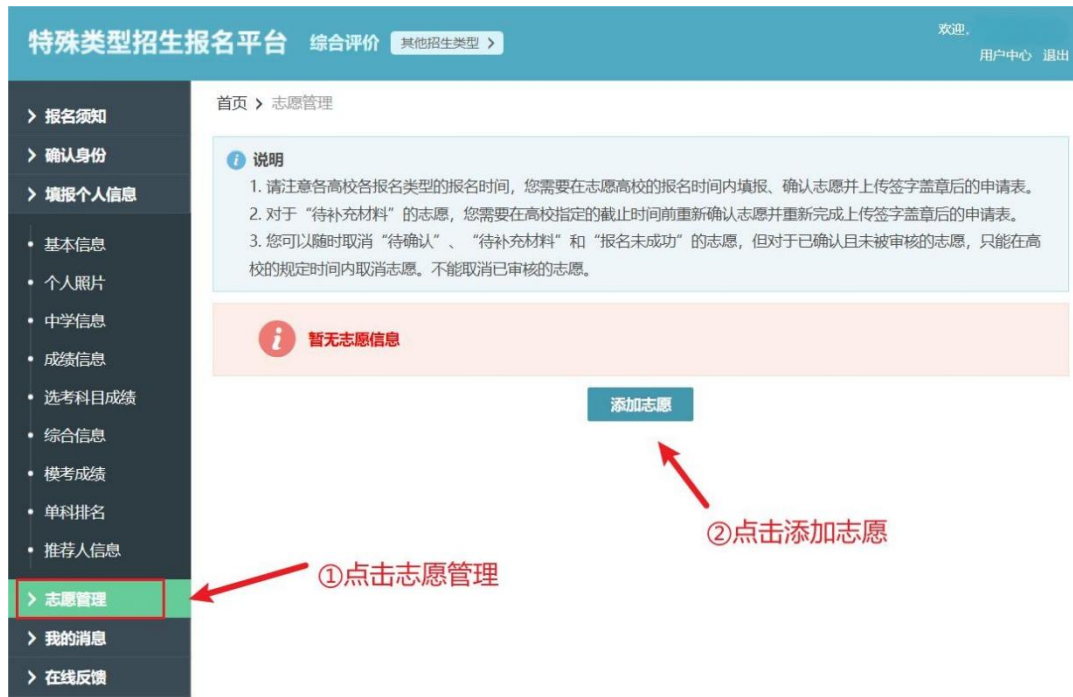 特殊类型招生报名平台 综合评价 其他招生类型 >
欢迎，
用户中心 退出
> 报名须知
> 确认身份
> 填报个人信息
• 基本信息
• 个人照片
• 中学信息
• 成绩信息
• 选考科目成绩
• 综合信息
• 模考成绩
• 单科排名
• 推荐人信息
> 志愿管理
> 我的消息
> 在线反馈
首页 > 志愿管理
说明
1. 请注意各高校各报名类型的报名时间，您需要在志愿高校的报名时间内填报、确认志愿并上传签字盖章后的申请表。
2. 对于“待补充材料”的志愿，您需要在高校指定的截止时间前重新确认志愿并重新完成上传签字盖章后的申请表。
3. 您可以随时取消“待确认”、“待补充材料”和“报名未成功”的志愿，但对于已确认且未被审核的志愿，只能在高
校的规定时间内取消志愿。不能取消已审核的志愿。
暂无志愿信息
添加志愿
②点击添加志愿
①点击志愿管理